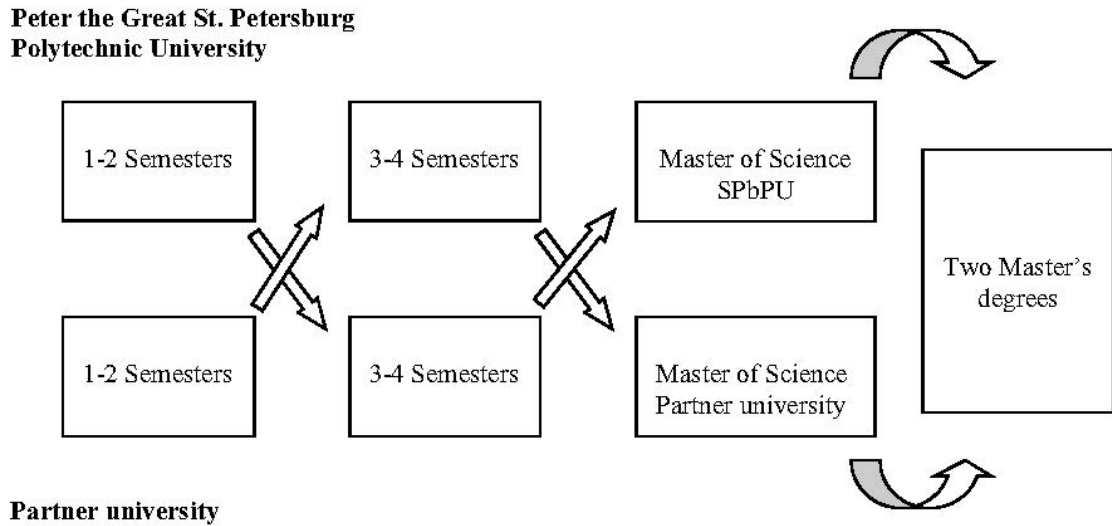 Peter the Great St. Petersburg
Polytechnic University
1-2 Semesters
3-4 Semesters
Master of Science
SPbPU
Two Master's
degrees
1-2 Semesters
3-4 Semesters
Master of Science
Partner university
Partner university